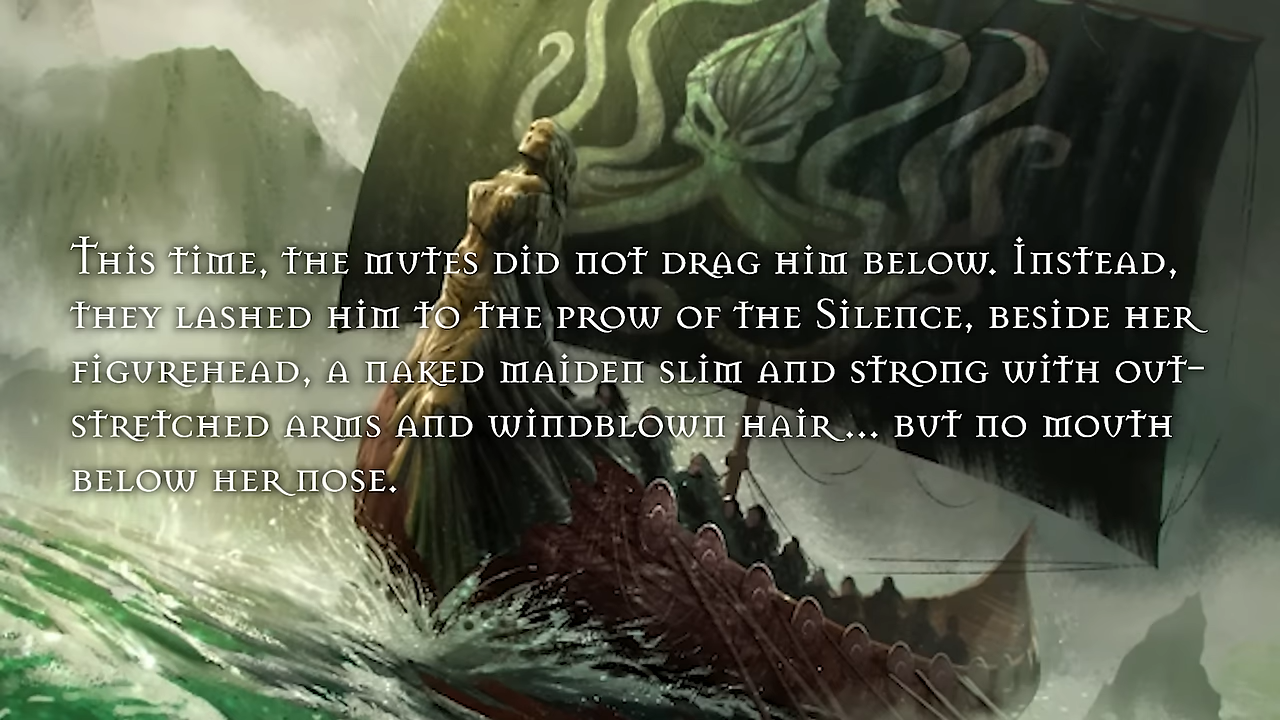 This time, the mutes did not drag him below. Instead,
they lashed him to the prow of the Silence, beside her
figurehead, a naked maiden slim and strong with out-
stretched arms and windblown hair... but no mouth
below her nose.